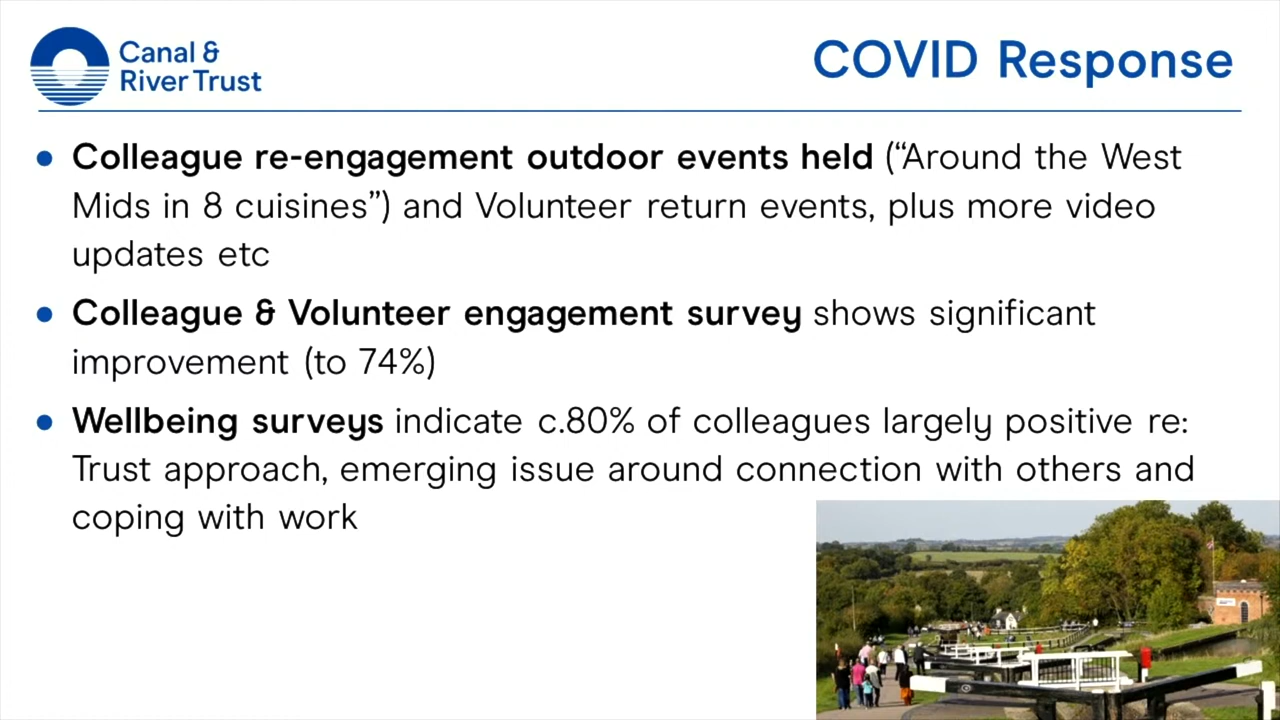 Canal &
River Trust
COVID Response
• Colleague re-engagement outdoor events held (“Around the West
Mids in 8 cuisines”) and Volunteer return events, plus more video
updates etc
• Colleague & Volunteer engagement survey shows significant
improvement (to 74%)
• Wellbeing surveys indicate c.80% of colleagues largely positive re:
Trust approach, emerging issue around connection with others and
coping with work